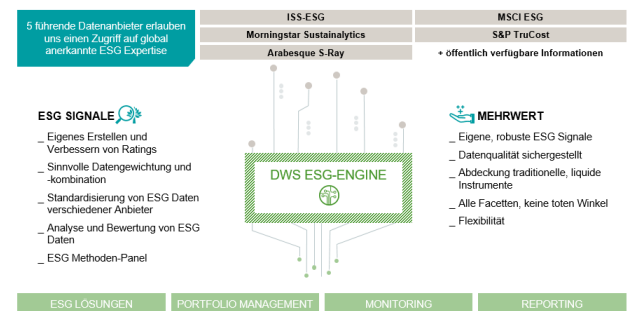 5 führende Datenanbieter erlauben
uns einen Zugriff auf global
anerkannte ESG Expertise
ISS-ESG
MSCI ESG
Morningstar Sustainalytics
S&P TruCost
Arabesque S-Ray
+ öffentlich verfügbare Informationen
ESG SIGNALE
_ Eigenes Erstellen und
Verbessern von Ratings
_ Sinnvolle Datengewichtung und
-kombination
_ Standardisierung von ESG Daten
verschiedener Anbieter
_ Analyse und Bewertung von ESG
Daten
_ ESG Methoden-Panel
DWS ESG-ENGINE
MEHRWERT
_ Eigene, robuste ESG Signale
_ Datenqualität sichergestellt
_ Abdeckung traditionelle, liquide
Instrumente
_ Alle Facetten, keine toten Winkel
_ Flexibilität
ESG LÖSUNGEN
PORTFOLIO MANAGEMENT
MONITORING
REPORTING